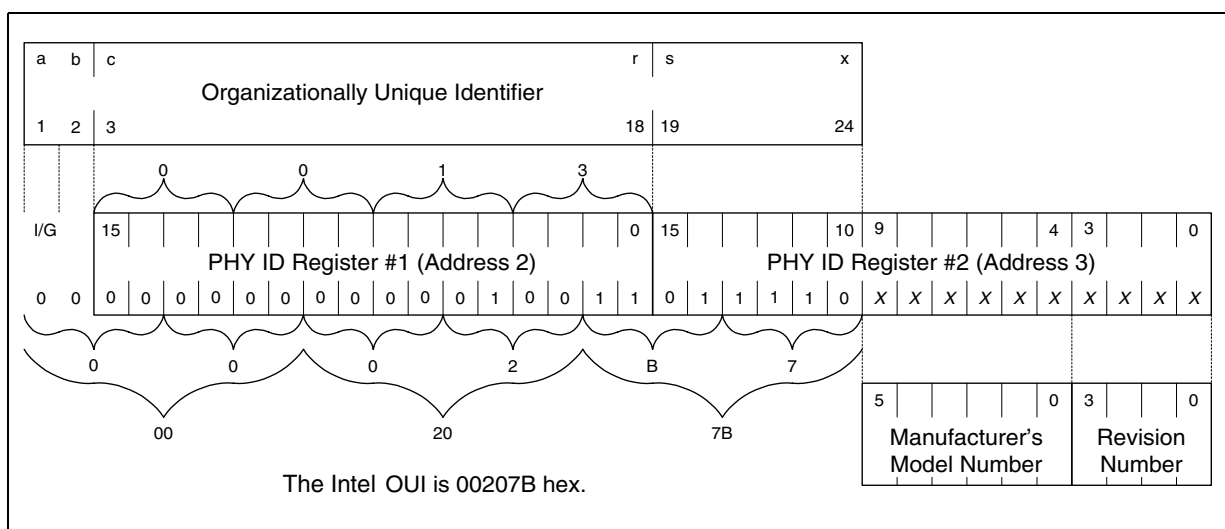 a b c r s x
Organizationally Unique Identifier
1 2 3 18 19 24
0 0 1 3
I/G 15 0 15 10 9 4 3 0
PHY ID Register #1 (Address 2) PHY ID Register #2 (Address 3)
0 0 0 0 0 0 0 0 0 0 0 0 0 1 0 0 1 1 0 1 1 1 1 0 X X X X X X X X X X
0 0 0 2 B 7
5 0 3 0
00 20 7B
Manufacturer's Revision
Model Number Number
The Intel OUI is 00207B hex.